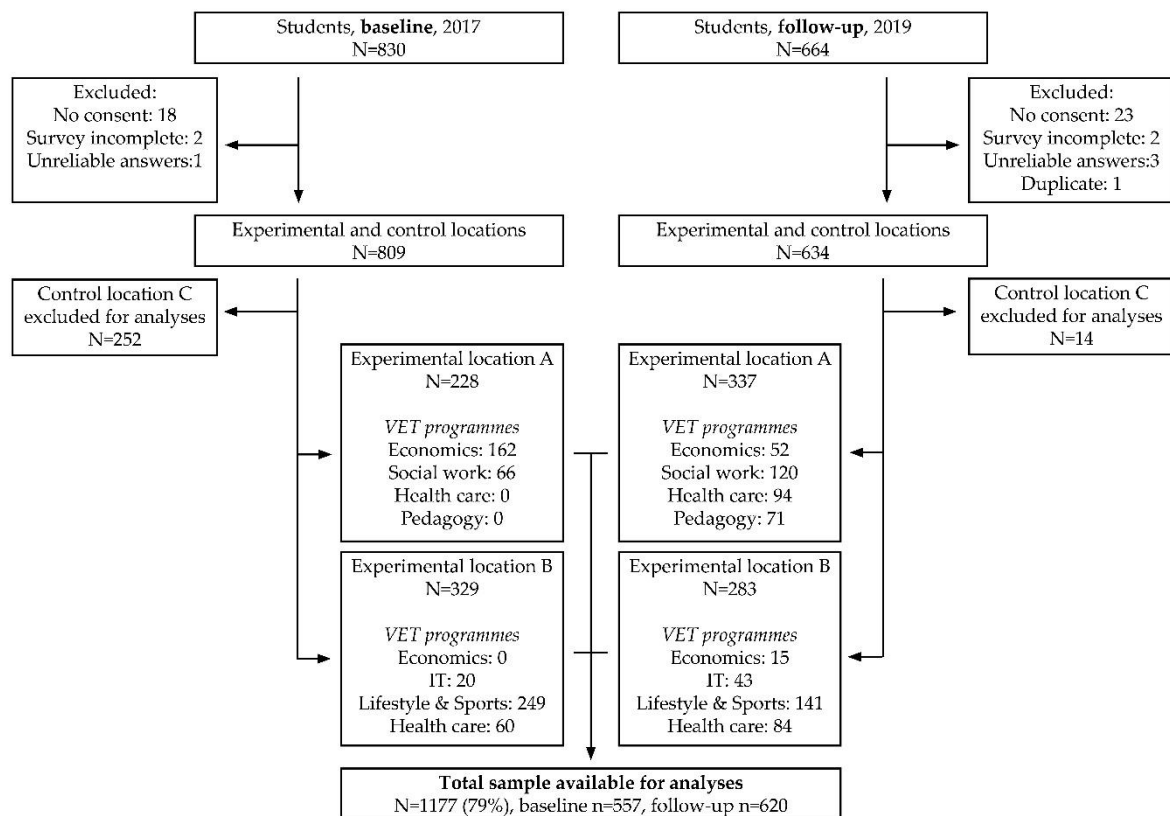 Students, baseline, 2017
N=830
Students, follow-up, 2019
N=664
Excluded:
No consent: 18
Survey incomplete: 2
Unreliable answers:1
Excluded:
No consent: 23
Survey incomplete: 2
Unreliable answers:3
Duplicate: 1
Experimental and control locations
N=809
Experimental and control locations
N=634
Control location C
excluded for analyses
N=252
Control location C
excluded for analyses
N=14
Experimental location A
N=228
VET programmes
Economics: 162
Social work: 66
Health care: 0
Pedagogy: 0
Experimental location A
N=337
VET programmes
Economics: 52
Social work: 120
Health care: 94
Pedagogy: 71
Experimental location B
N=329
VET programmes
Economics: 0
IT: 20
Lifestyle & Sports: 249
Health care: 60
Experimental location B
N=283
VET programmes
Economics: 15
IT: 43
Lifestyle & Sports: 141
Health care: 84
Total sample available for analyses
N=1177 (79%), baseline n=557, follow-up n=620